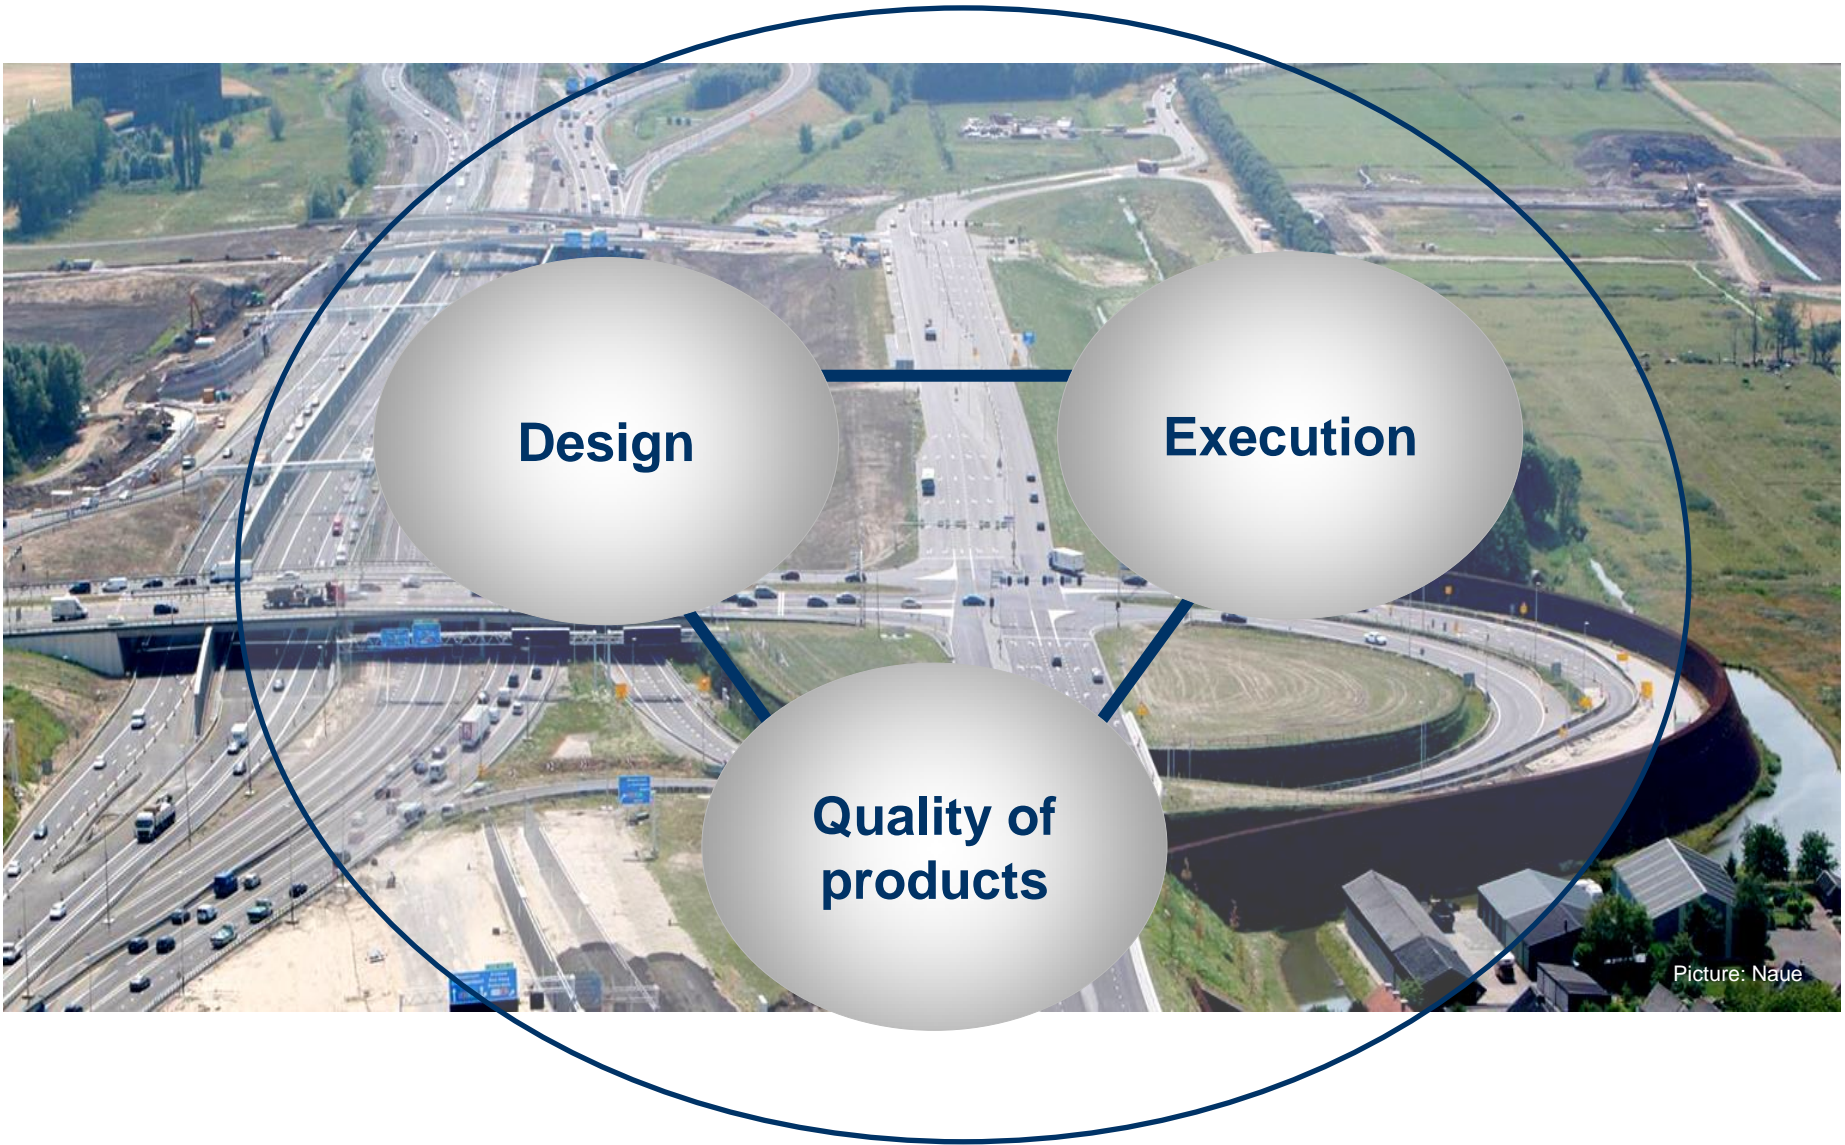 Design
Execution
Quality of
products
Picture: Naue